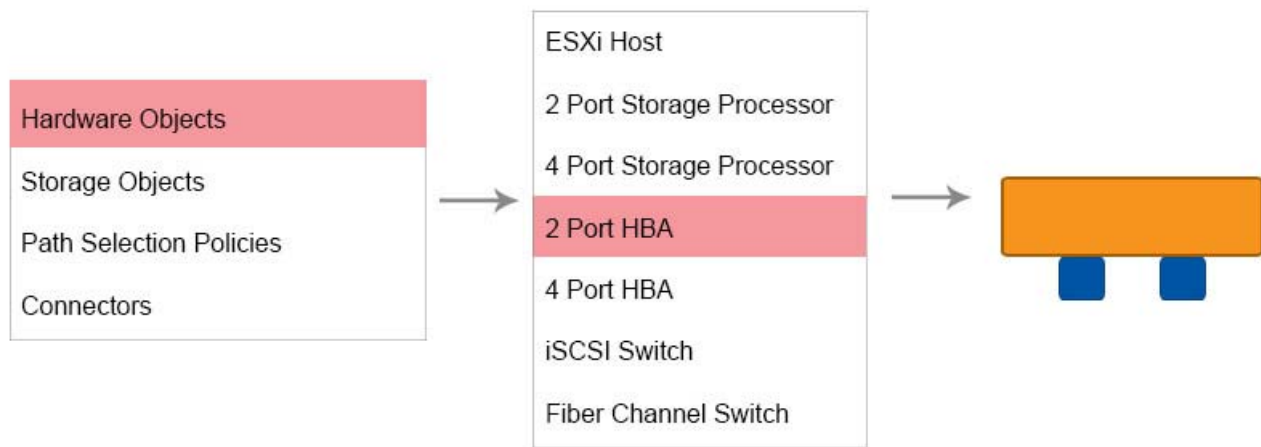 Hardware Objects
Storage Objects
Path Selection Policies
Connectors
ESXi Host
2 Port Storage Processor
4 Port Storage Processor
2 Port HBA
4 Port HBA
iSCSI Switch
Fiber Channel Switch